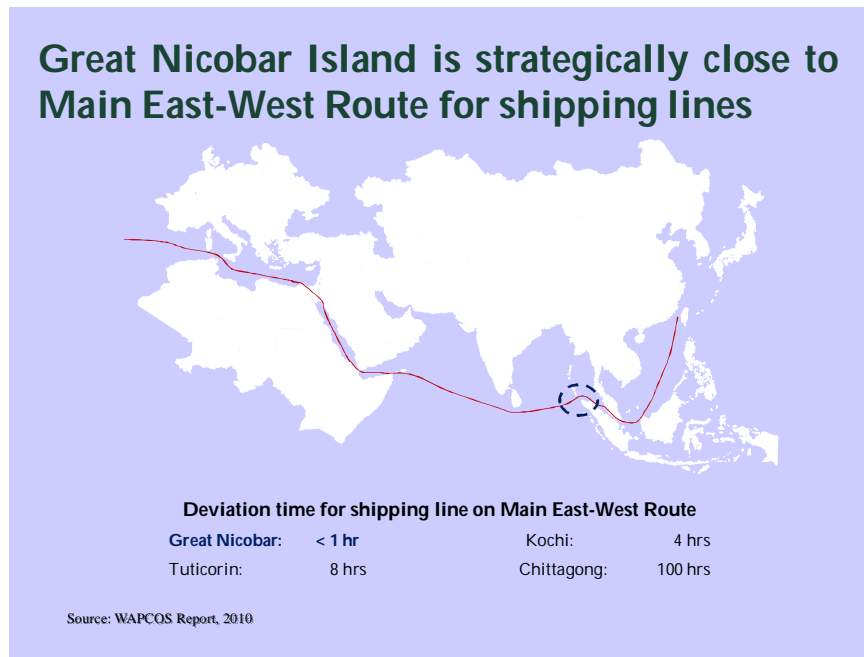 Great Nicobar Island is strategically close to
Main East-West Route for shipping lines
Deviation time for shipping line on Main East-West Route
Great Nicobar: < 1 hr Kochi: 4 hrs
Tuticorin: 8 hrs Chittagong: 100 hrs
Source: WAPCOS Report, 2010